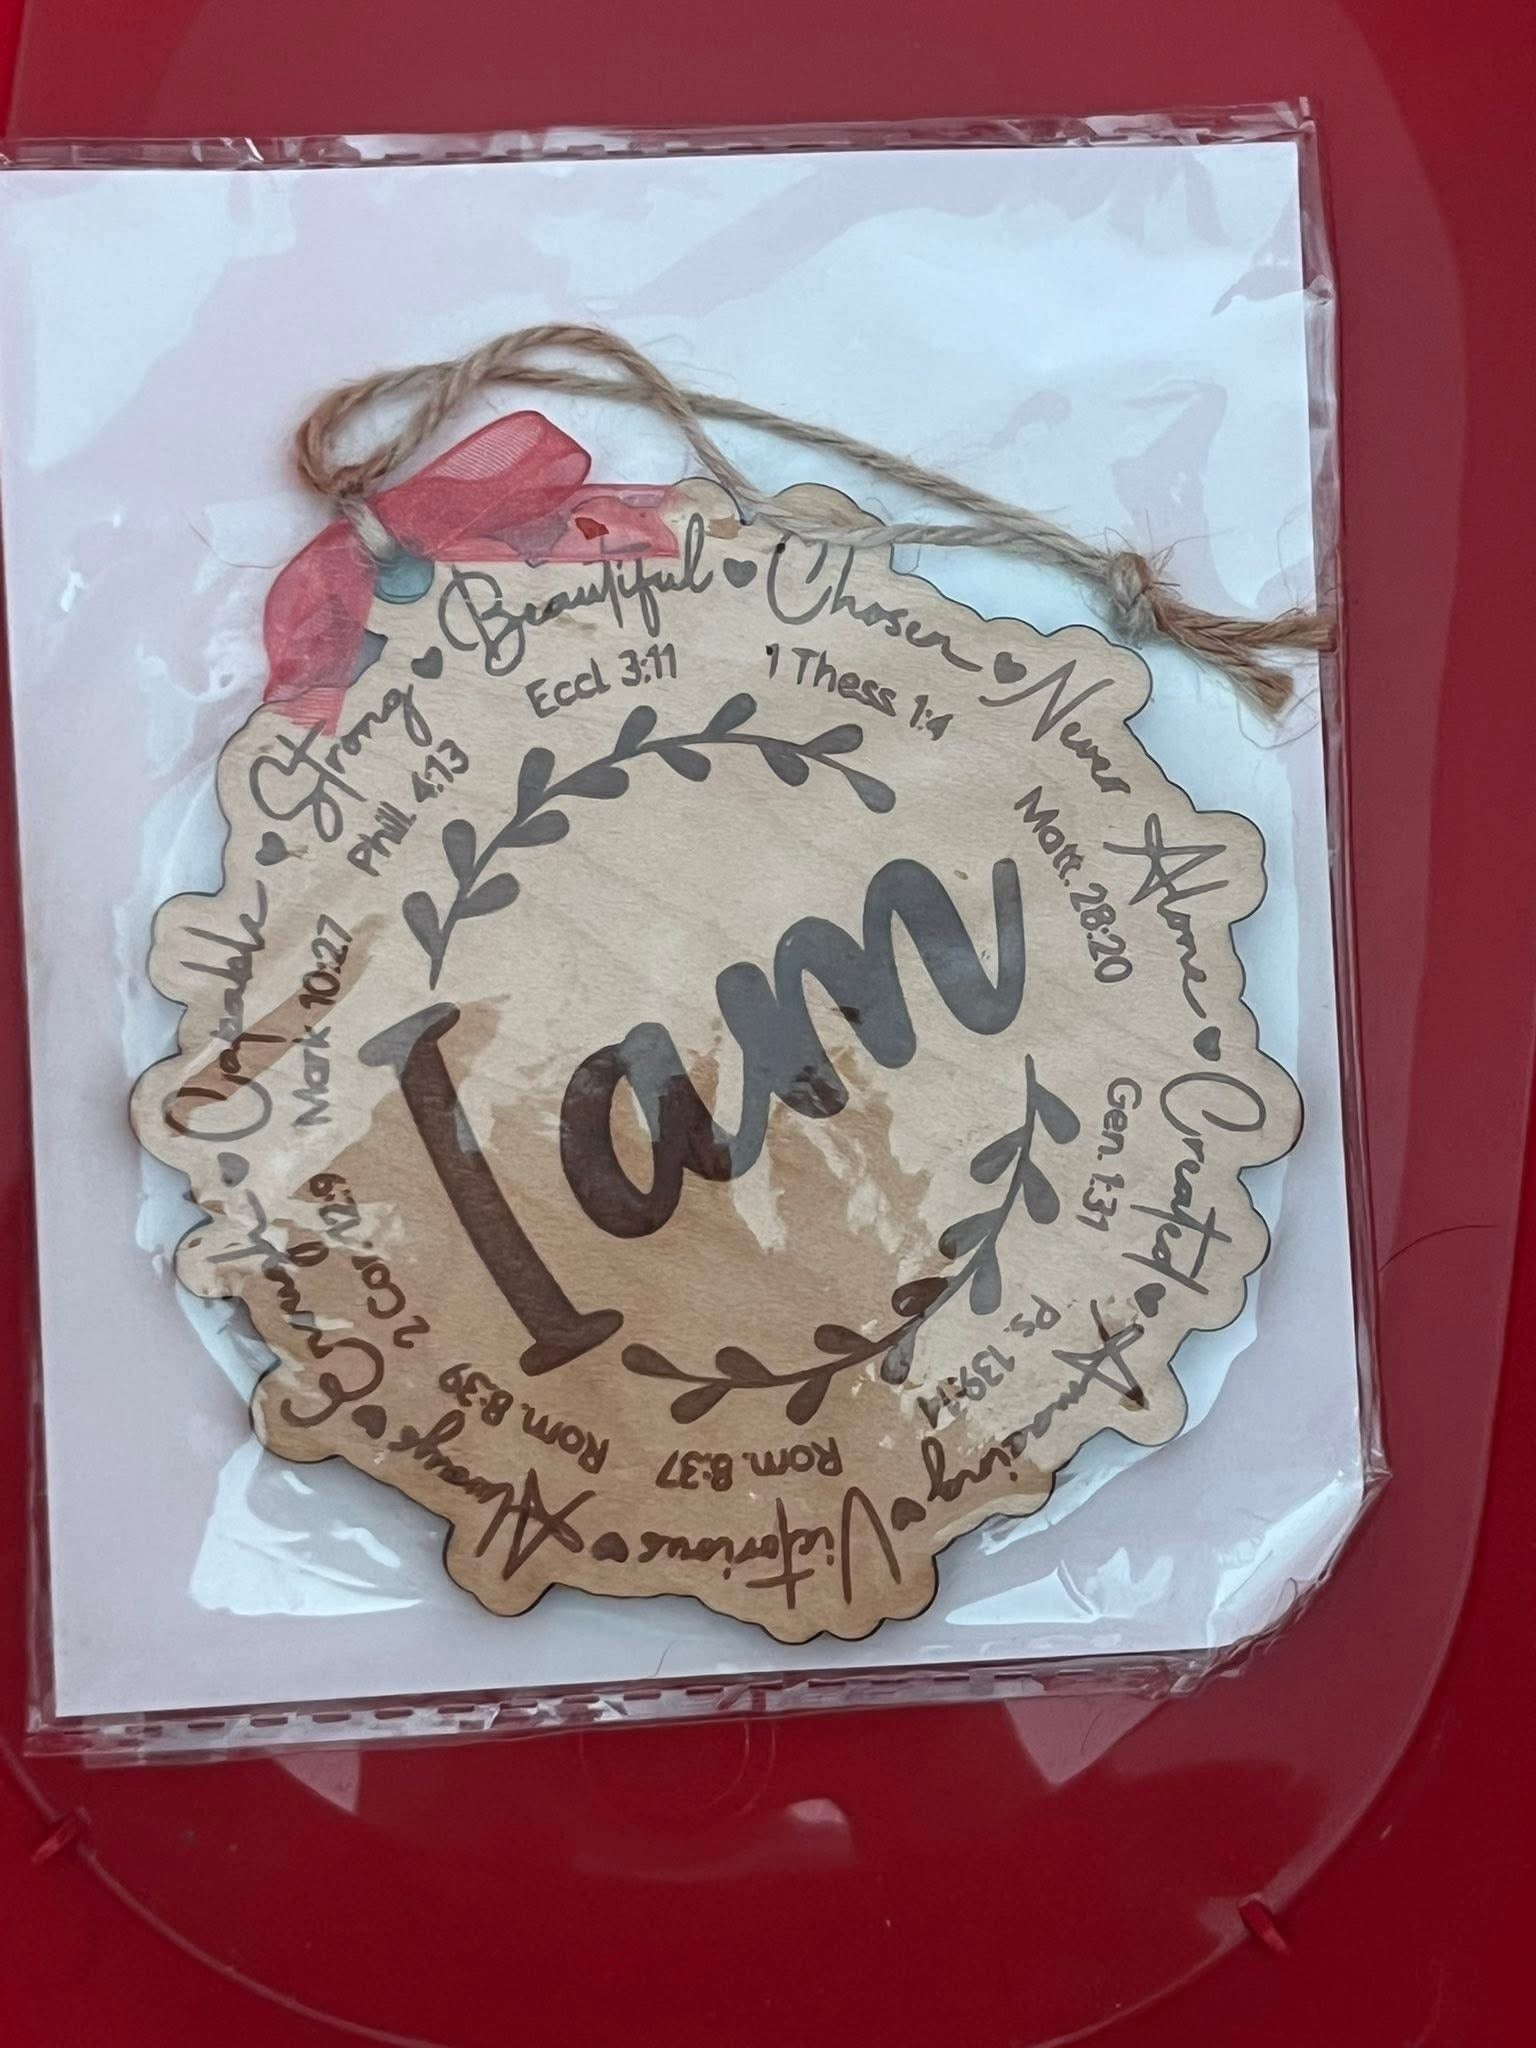 I am
Beautiful
Eccl 3:11
Chosen
1 Thess 1:4
Never Alone
Matt. 28:20
Created
Gen. 1:31
Amazing
Ps. 139:14
Victorious
Rom. 8:37
Always
Rom. 8:39
Enough
2 Cor. 12:9
Capable
Mark 10:27
Strong
Phil. 4:13